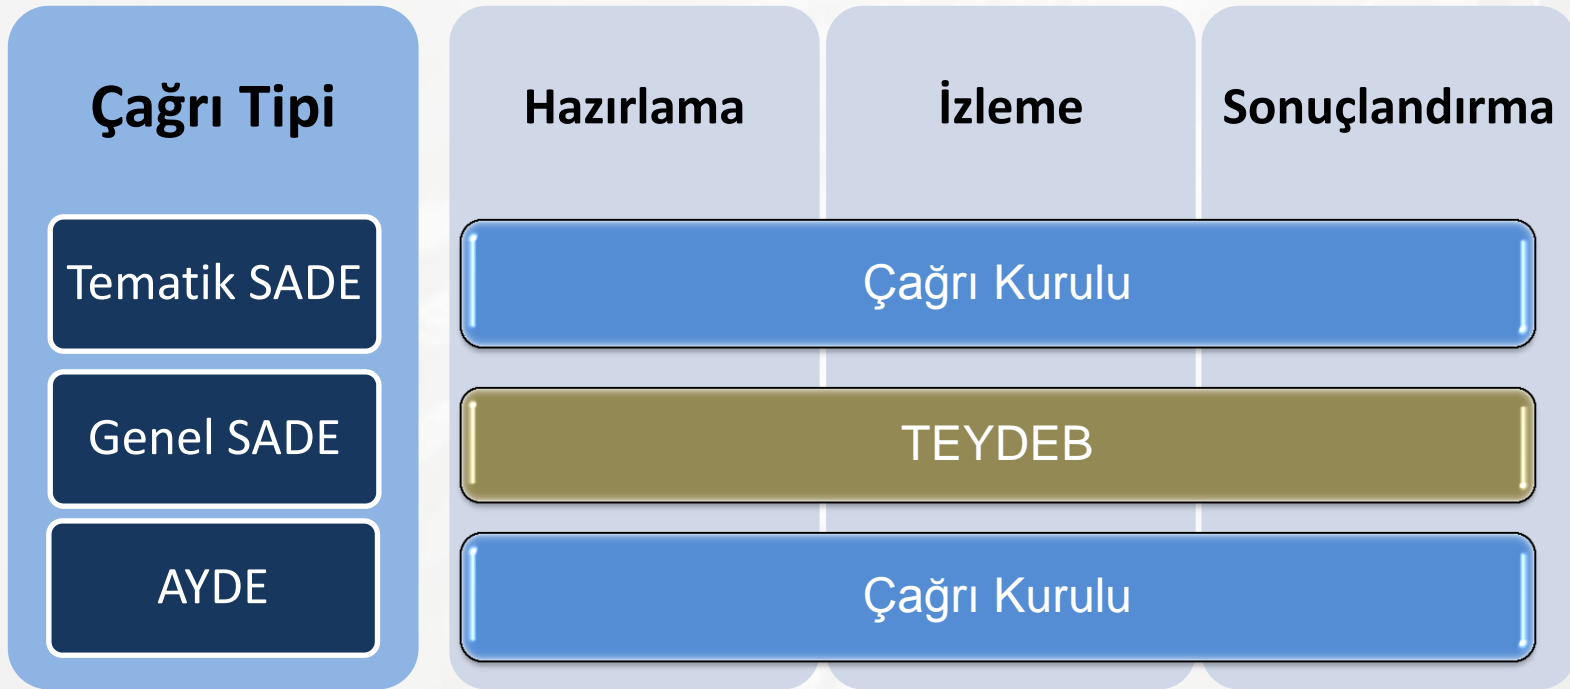 Çağrı Tipi
Hazırlama
İzleme
Sonuçlandırma
Tematik SADE
Çağrı Kurulu
Genel SADE
TEYDEB
AYDE
Çağrı Kurulu